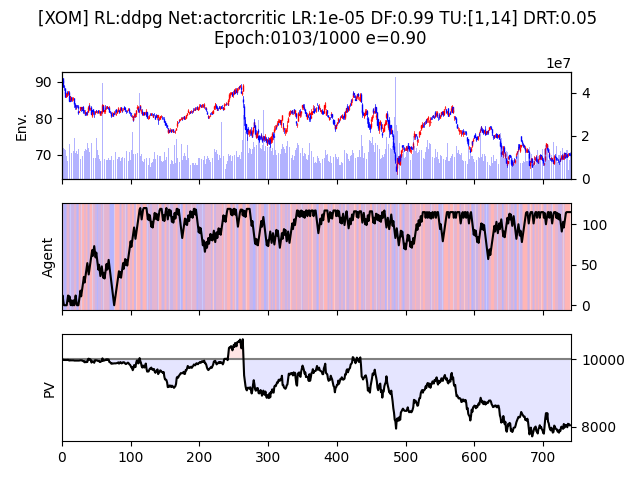 [XOM] RL:ddpg Net:actorcritic LR:1e-05 DF:0.99 TU:[1,14] DRT:0.05
Epoch:0103/1000 e=0.90
1e7
90
80
70
Env.
4
2
0
Agent
100
50
0
PV
10000
8000
0 100 200 300 400 500 600 700